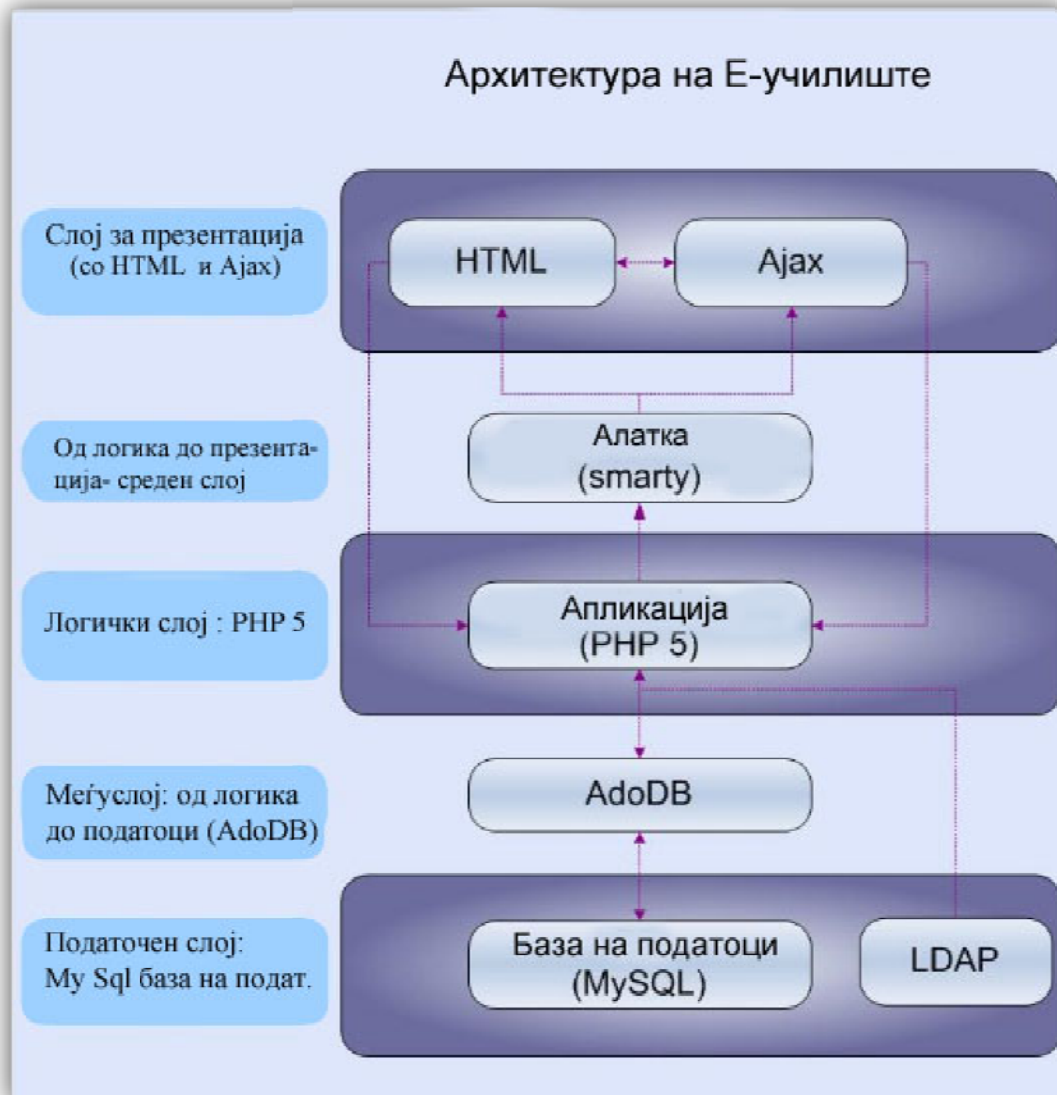 Архитектура на Е-училиште
Слој за презентација
(со HTML и Ajax)
HTML
Ajax
Од логика до презента-
ција- среден слој
Алатка
(smarty)
Логички слој : PHP 5
Апликација
(PHP 5)
Меѓуслој: од логика
до податоци (AdoDB)
AdoDB
Податочен слој:
My Sql база на подат.
База на податоци
(MySQL)
LDAP